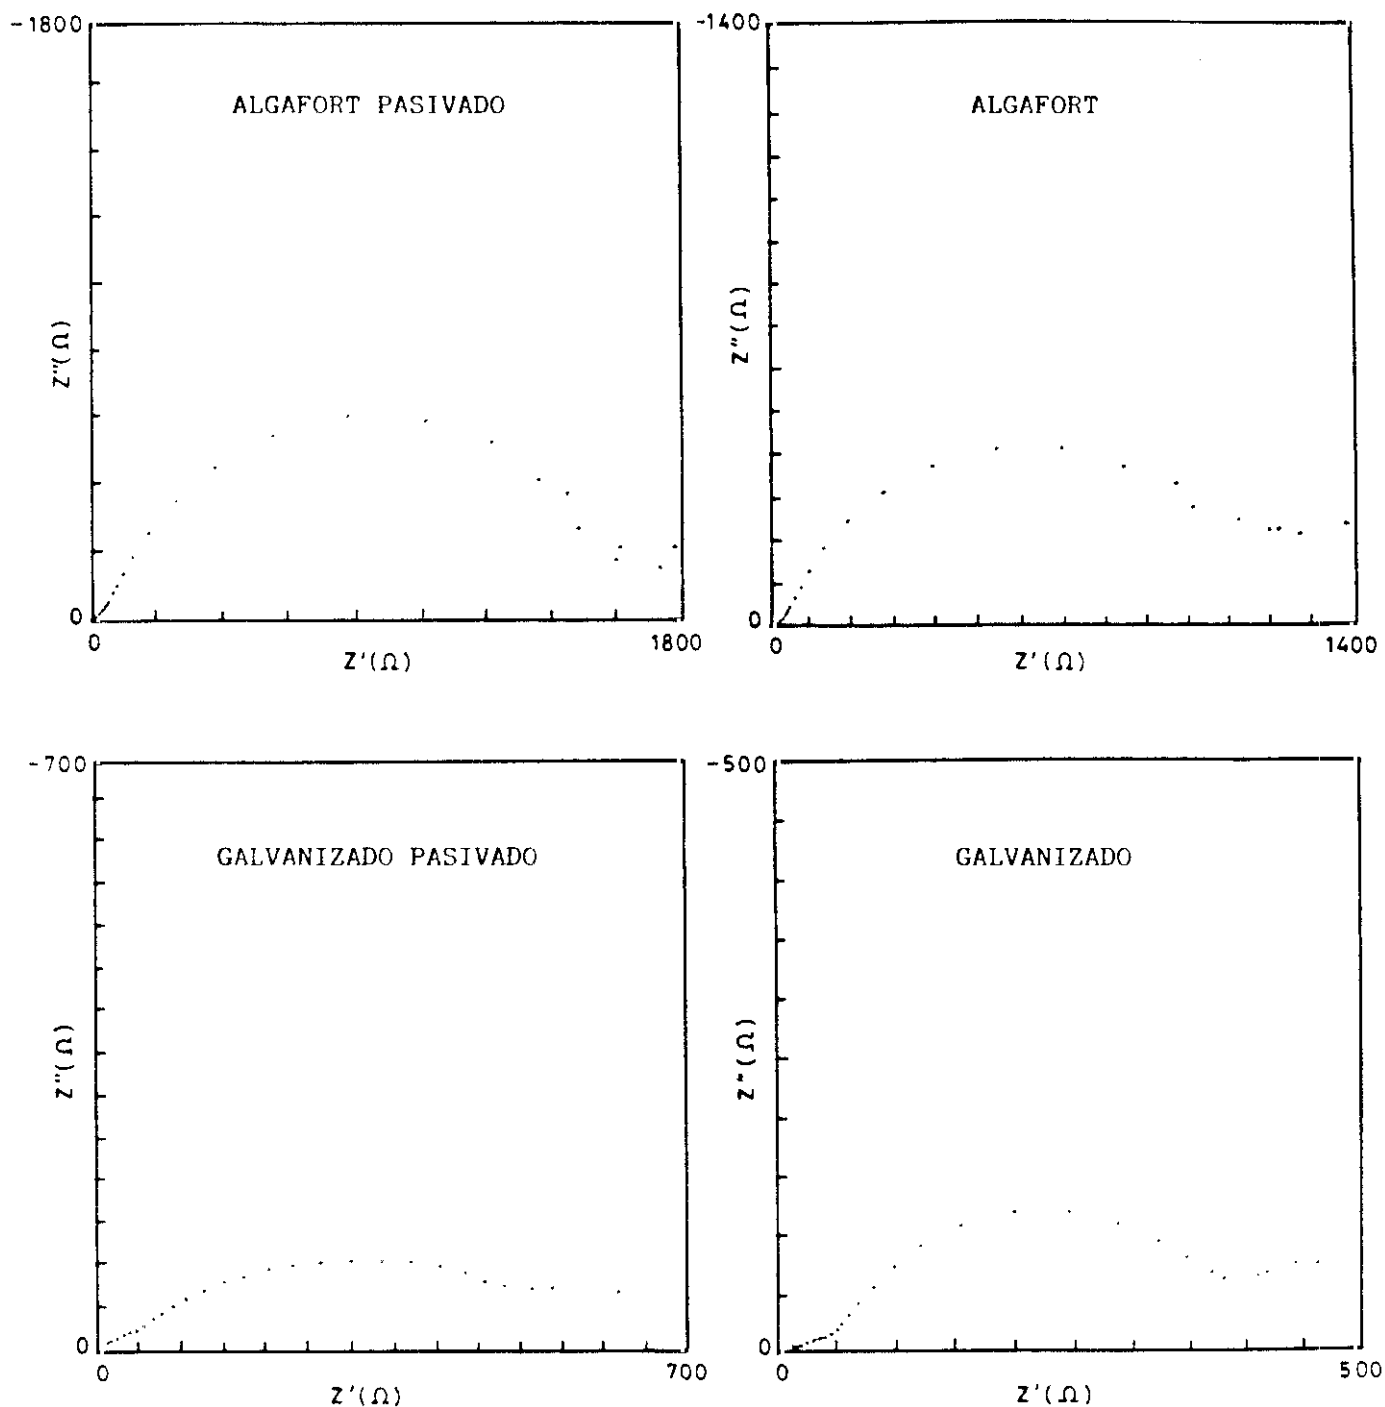 -1800
ALGAFORT PASIVADO
Z''(Ω)
0
0
1800
Z'(Ω)
-1400
ALGAFORT
Z''(Ω)
0
0
1400
Z'(Ω)
-700
GALVANIZADO PASIVADO
Z''(Ω)
0
0
700
Z'(Ω)
-500
GALVANIZADO
Z''(Ω)
0
0
500
Z'(Ω)